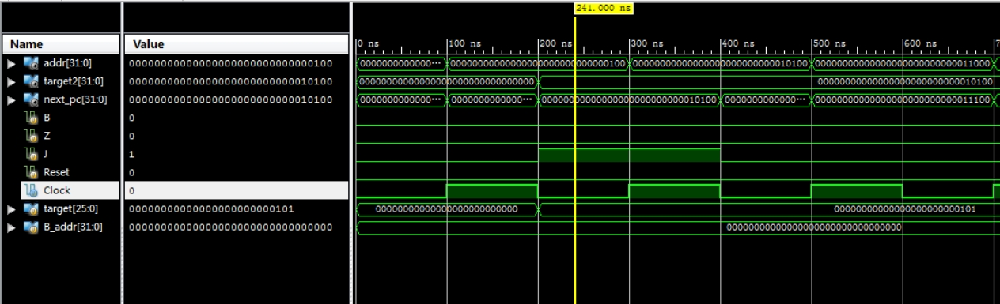 241.000 ns
Name Value 0 ns 100 ns 200 ns 300 ns 400 ns 500 ns 600 ns 7
addr[31:0] 00000000000000000000000000000100 0000000000000··· 00000000000000000000000000000100 00000000000000000000000000010100 00000000000000000000000000011000
target2[31:0] 00000000000000000000000000010100 00000000000000000000000000000000 00000000000000000000000000010100
next_pc[31:0] 00000000000000000000000000010100 0000000000000··· 0000000000000··· 00000000000000000000000000010100 0000000000000··· 00000000000000000000000000011100
B 0
Z 0
J 1
Reset 0
Clock 0
target[25:0] 00000000000000000000000101 00000000000000000000000000 00000000000000000000000101
B_addr[31:0] 00000000000000000000000000000000 00000000000000000000000000000000